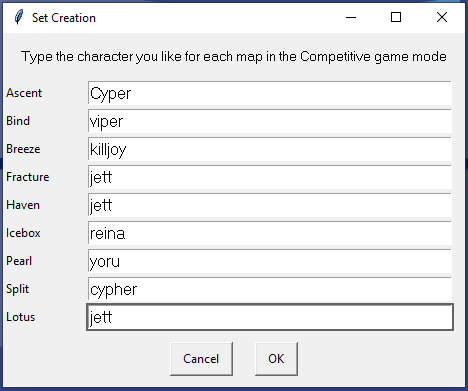 Set Creation
Type the character you like for each map in the Competitive game mode
Ascent Cyper
Bind viper
Breeze killjoy
Fracture jett
Haven jett
Icebox reina
Pearl yoru
Split cypher
Lotus jett
Cancel OK